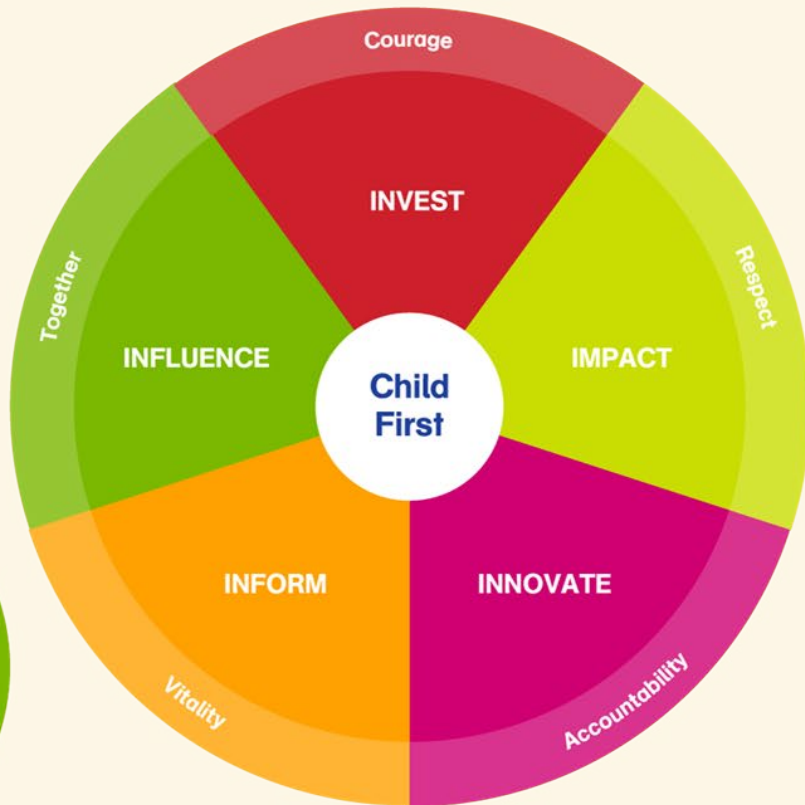 Courage
INVEST
Respect
IMPACT
Together
INFLUENCE
Child
First
INFORM
INNOVATE
Vitality
Accountability